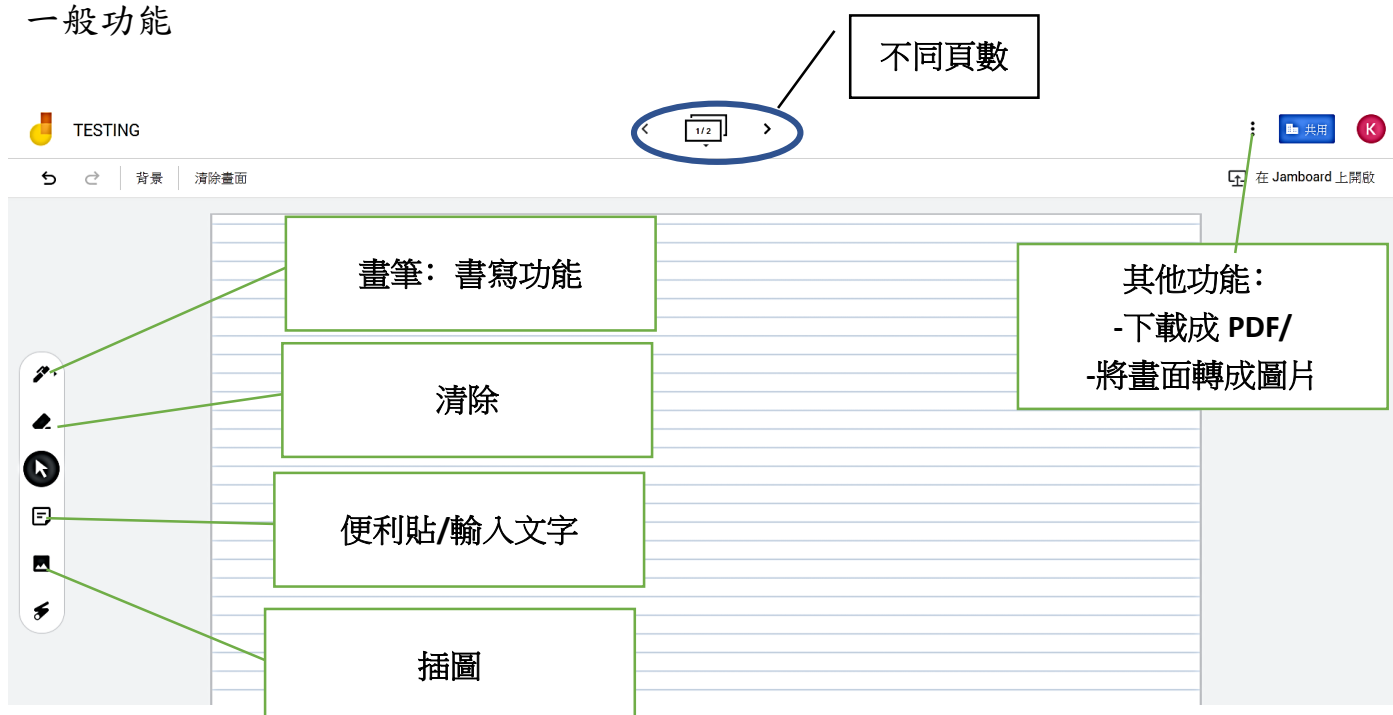 一般功能
不同頁數
TESTING
1 / 2
共用
K
背景
清除畫面
在 Jamboard 上開啟
畫筆：書寫功能
其他功能：
-下載成 PDF/
-將畫面轉成圖片
清除
便利貼/輸入文字
插圖